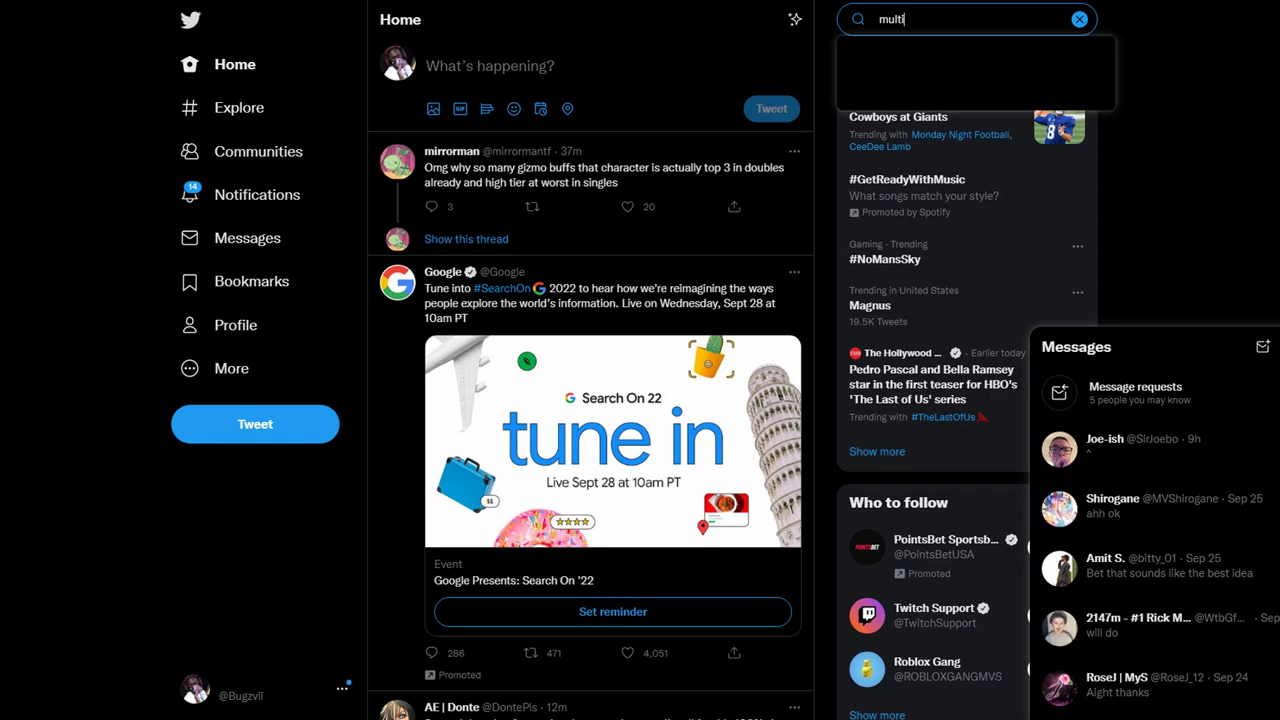 Home
Explore
Communities
14
Notifications
Messages
Bookmarks
Profile
More
Tweet
@Bugzvii
Home
What's happening?
GIF
Tweet
mirrorman @mirrormantf · 37m
Omg why so many gizmo buffs that character is actually top 3 in doubles
already and high tier at worst in singles
3
20
Show this thread
Google @Google
Tune into #SearchOn 2022 to hear how we're reimagining the ways
people explore the world's information. Live on Wednesday, Sept 28 at
10am PT
Search On 22
tune in
Live Sept 28 at 10am PT
$$
Event
Google Presents: Search On '22
Set reminder
286
471
4,051
Promoted
AE | Donte @DontePls · 12m
multi
Cowboys at Giants
Trending with Monday Night Football,
CeeDee Lamb
8
#GetReadyWithMusic
What songs match your style?
Promoted by Spotify
Gaming · Trending
#NoMansSky
Trending in United States
Magnus
19.5K Tweets
The Hollywood ... · Earlier today
Pedro Pascal and Bella Ramsey
star in the first teaser for HBO's
'The Last of Us' series
Trending with #TheLastOfUs
Show more
Who to follow
POINTSBET
PointsBet Sportsb...
@PointsBetUSA
Promoted
Twitch Support
@TwitchSupport
Roblox Gang
@ROBLOXGANGMVS
Show more
Messages
Message requests
5 people you may know
Joe-ish @SirJoebo · 9h
^
Shirogane @MVShirogane · Sep 25
ahh ok
Amit S. @bitty_01 · Sep 25
Bet that sounds like the best idea
2147m - #1 Rick M... @WtbGf... · Sep
will do
RoseJ | MyS @RoseJ_12 · Sep 24
Aight thanks